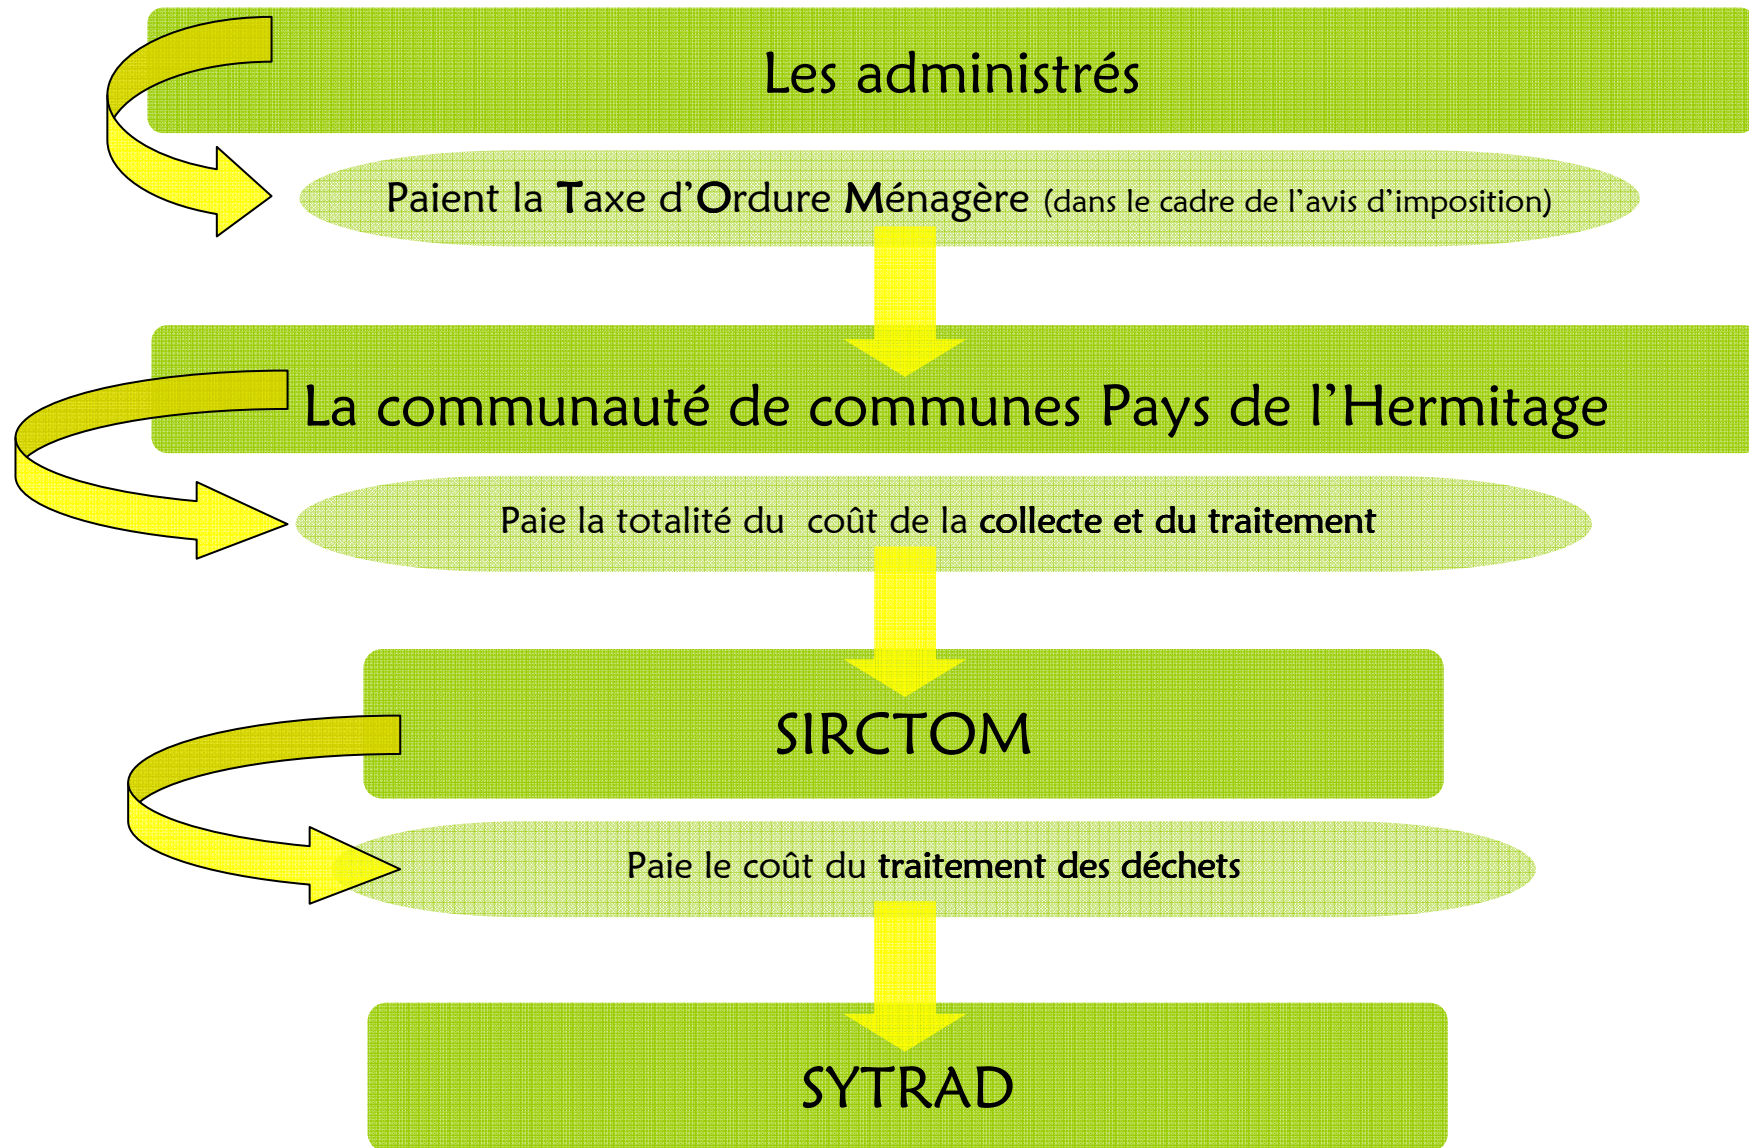 Les administrés
Paient la Taxe d’Ordure Ménagère (dans le cadre de l’avis d’imposition)
La communauté de communes Pays de l’Hermitage
Paie la totalité du  coût de la collecte et du traitement
SIRCTOM
Paie le coût du traitement des déchets
SYTRAD